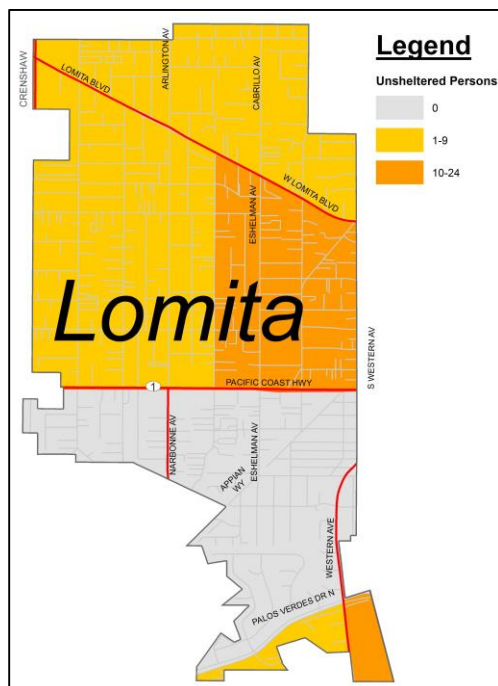 Legend
Unsheltered Persons
0
1-9
10-24
CRENSHAW
LOMITA BLVD
ARLINGTON AV
CABRILLO AV
W LOMITA BLVD
ESHELMAN AV
Lomita
S WESTERN AV
PACIFIC COAST HWY
1
NARBONNE AV
ESHELMAN AV
APPIAN
WY
WESTERN AVE
PALOS VERDES DR N